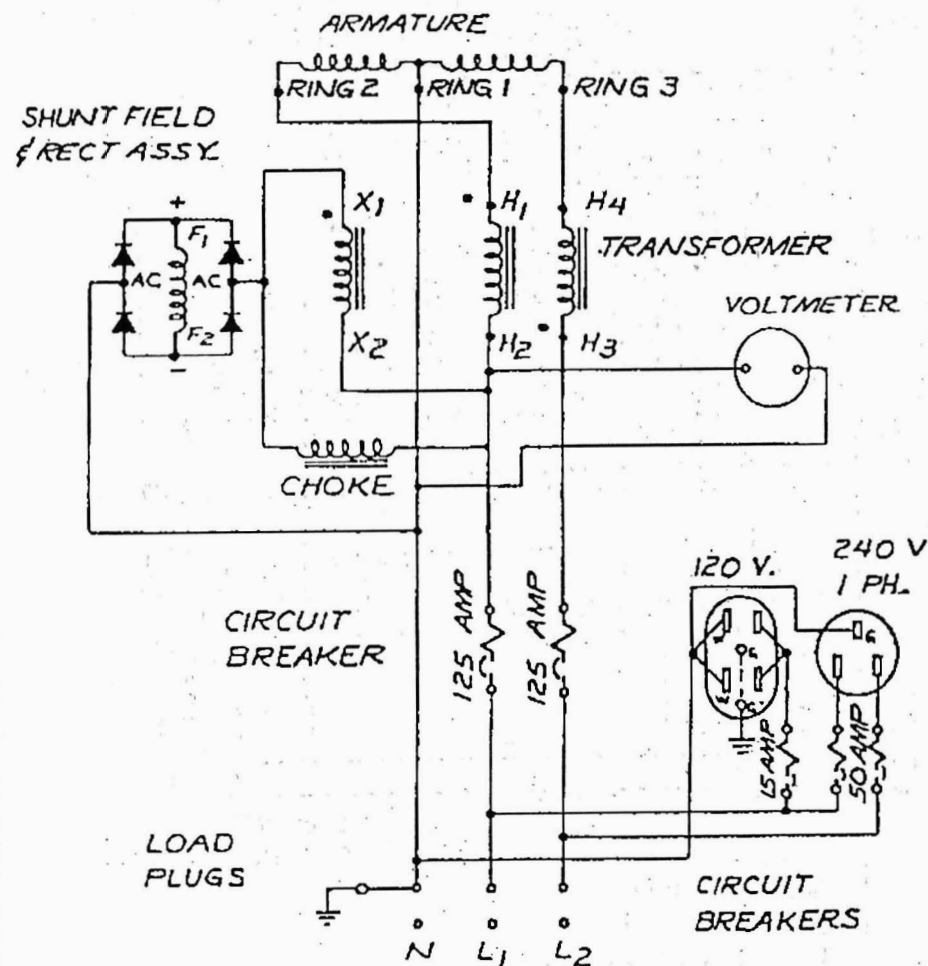 ARMATURE
RING 2
RING 1
RING 3
SHUNT FIELD
& RECT ASSY.
+
F1
AC
AC
F2
-
X1
X2
H1
H2
H4
H3
TRANSFORMER
VOLTMETER
CHOKE
CIRCUIT
BREAKER
125 AMP
125 AMP
120 V.
240 V
1 PH.
G
G
G
15 AMP
50 AMP
LOAD
PLUGS
CIRCUIT
BREAKERS
N
L1
L2